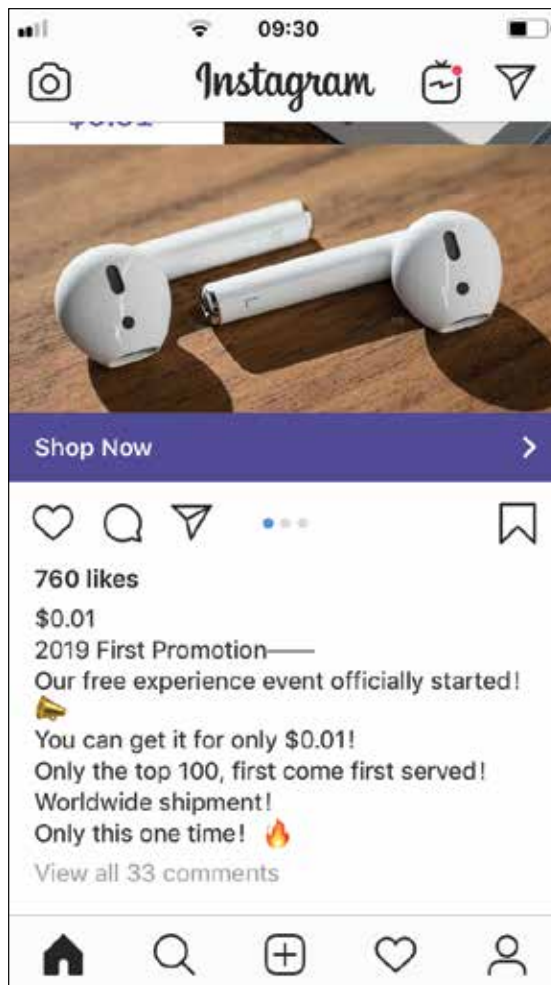 09:30
Instagram
$0.01
Shop Now
760 likes
$0.01
2019 First Promotion——
Our free experience event officially started!
📣
You can get it for only $0.01!
Only the top 100, first come first served!
Worldwide shipment!
Only this one time! 🔥
View all 33 comments